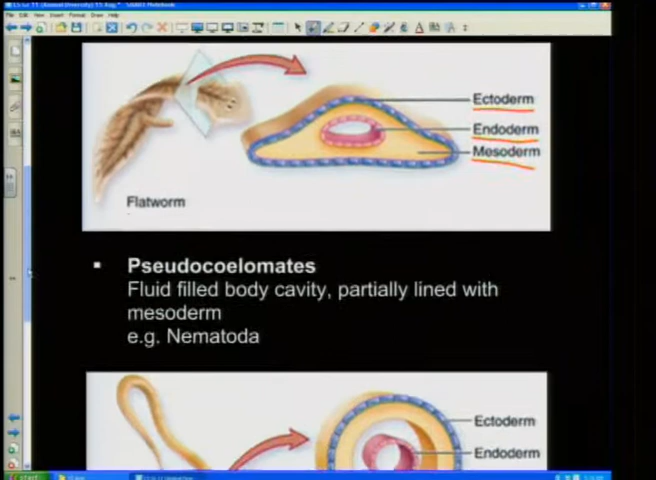 Ectoderm
Endoderm
Mesoderm
Flatworm
Pseudocoelomates
Fluid filled body cavity, partially lined with
mesoderm
e.g. Nematoda
Ectoderm
Endoderm